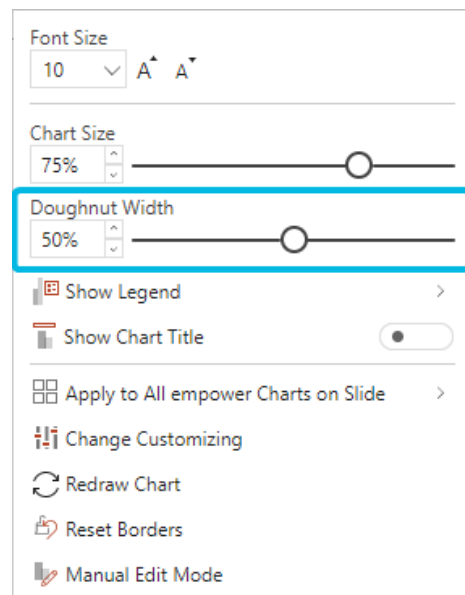 Font Size
10 A A
Chart Size
75%
Doughnut Width
50%
Show Legend
Show Chart Title
Apply to All empower Charts on Slide
Change Customizing
Redraw Chart
Reset Borders
Manual Edit Mode